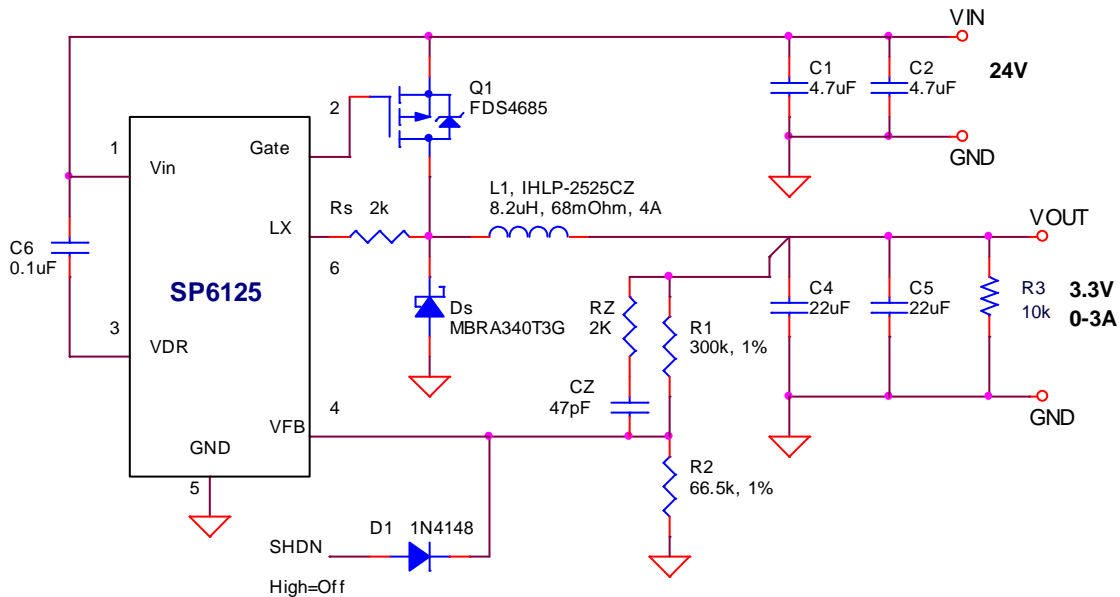 VIN
24V
C1
4.7uF
C2
4.7uF
GND
Q1
FDS4685
2
1
Gate
Vin
L1, IHLP-2525CZ
8.2uH, 68mOhm, 4A
Rs 2k
LX
6
VOUT
C6
0.1uF
SP6125
Ds
MBRA340T3G
RZ
2K
R1
300k, 1%
C4
22uF
C5
22uF
R3
10k
3.3V
0-3A
3
VDR
CZ
47pF
4
VFB
GND
GND
5
R2
66.5k, 1%
D1 1N4148
SHDN
High=Off